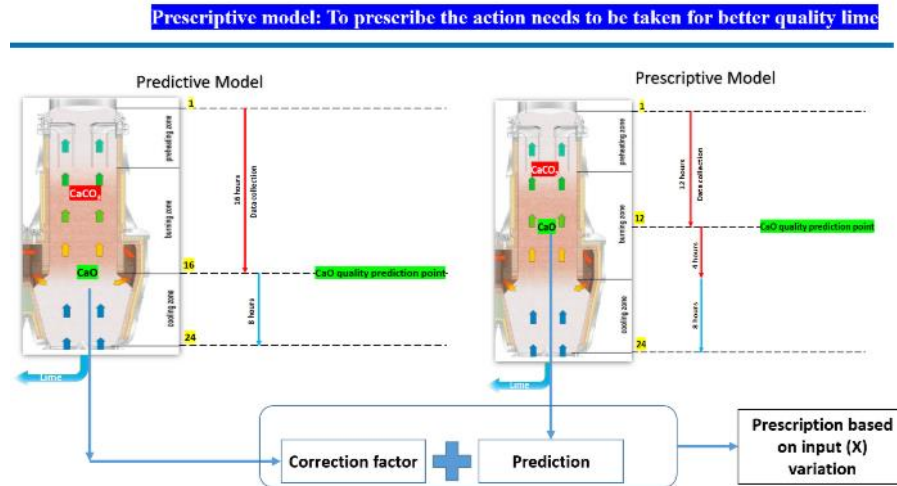 Prescriptive model: To prescribe the action needs to be taken for better quality lime
Predictive Model
1
preheating zone
CaCO3
16 hours
Data collection
burning zone
16
CaO
CaO quality prediction point
8 hours
cooling zone
24
Lime
Prescriptive Model
1
preheating zone
CaCO3
12 hours
Data collection
12
CaO
CaO quality prediction point
burning zone
4 hours
8 hours
cooling zone
24
Lime
Correction factor
Prediction
Prescription based
on input (X)
variation